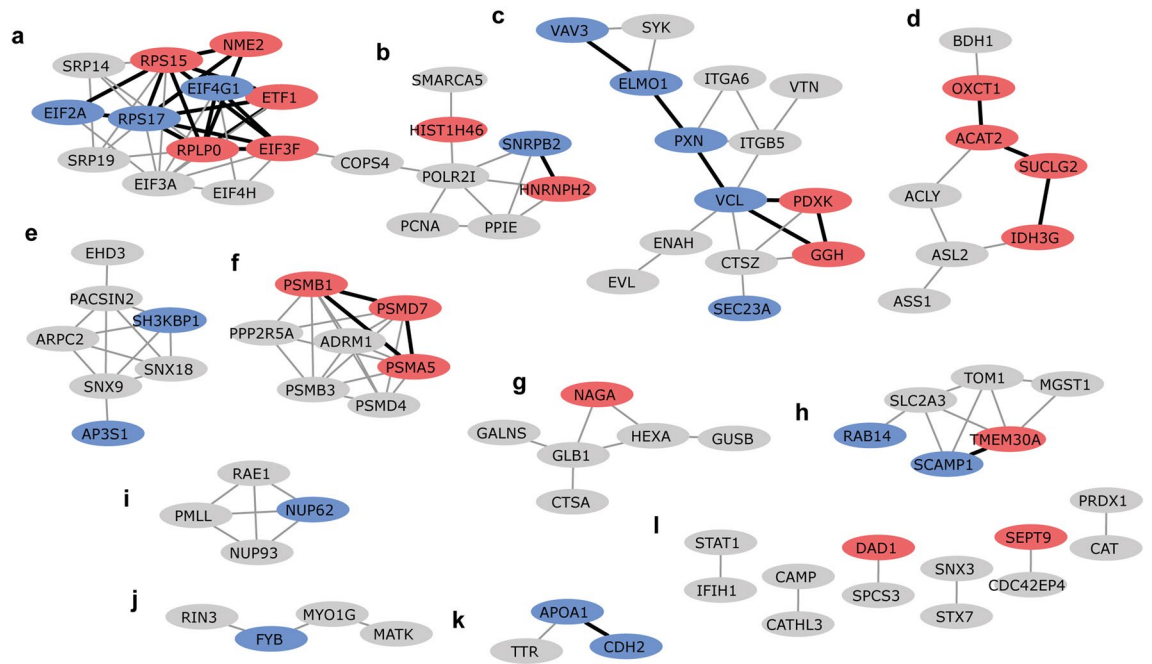 a
NME2
SRP14
RPS15
EIF4G1
ETF1
EIF2A
RPS17
SRP19
RPLP0
EIF3F
EIF3A
EIF4H
b
SMARCA5
HIST1H46
SNRPB2
COPS4
POLR2I
HNRNPH2
PCNA
PPIE
c
VAV3
SYK
ELMO1
ITGA6
VTN
PXN
ITGB5
VCL
PDXK
ENAH
CTSZ
GGH
EVL
SEC23A
d
BDH1
OXCT1
ACAT2
SUCLG2
ACLY
IDH3G
ASL2
ASS1
e
EHD3
PACSIN2
SH3KBP1
ARPC2
SNX18
SNX9
AP3S1
f
PSMB1
PSMD7
PPP2R5A
ADRM1
PSMA5
PSMB3
PSMD4
g
NAGA
GALNS
HEXA
GUSB
GLB1
CTSA
h
TOM1
MGST1
SLC2A3
RAB14
TMEM30A
SCAMP1
i
RAE1
PMLL
NUP62
NUP93
j
RIN3
MYO1G
FYB
MATK
k
APOA1
CDH2
TTR
l
STAT1
IFIH1
CAMP
CATHL3
DAD1
SPCS3
SNX3
STX7
SEPT9
CDC42EP4
PRDX1
CAT